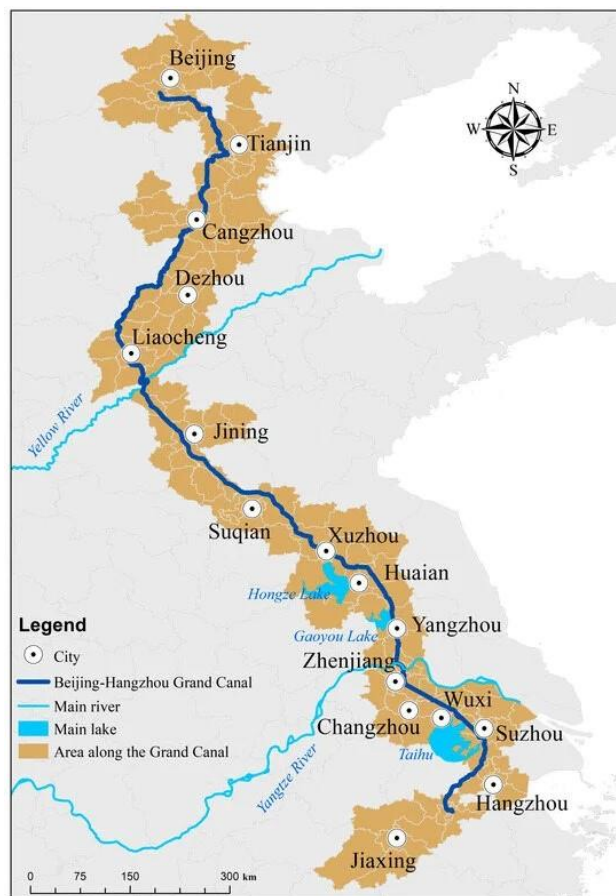 Beijing
N
W E
S
Tianjin
Cangzhou
Dezhou
Liaocheng
Yellow River
Jining
Suqian
Xuzhou
Huaian
Hongze Lake
Gaoyou Lake
Yangzhou
Zhenjiang
Wuxi
Changzhou
Suzhou
Taihu
Yangtze River
Hangzhou
Jiaxing
Legend
City
Beijing-Hangzhou Grand Canal
Main river
Main lake
Area along the Grand Canal
0 75 150 300 km